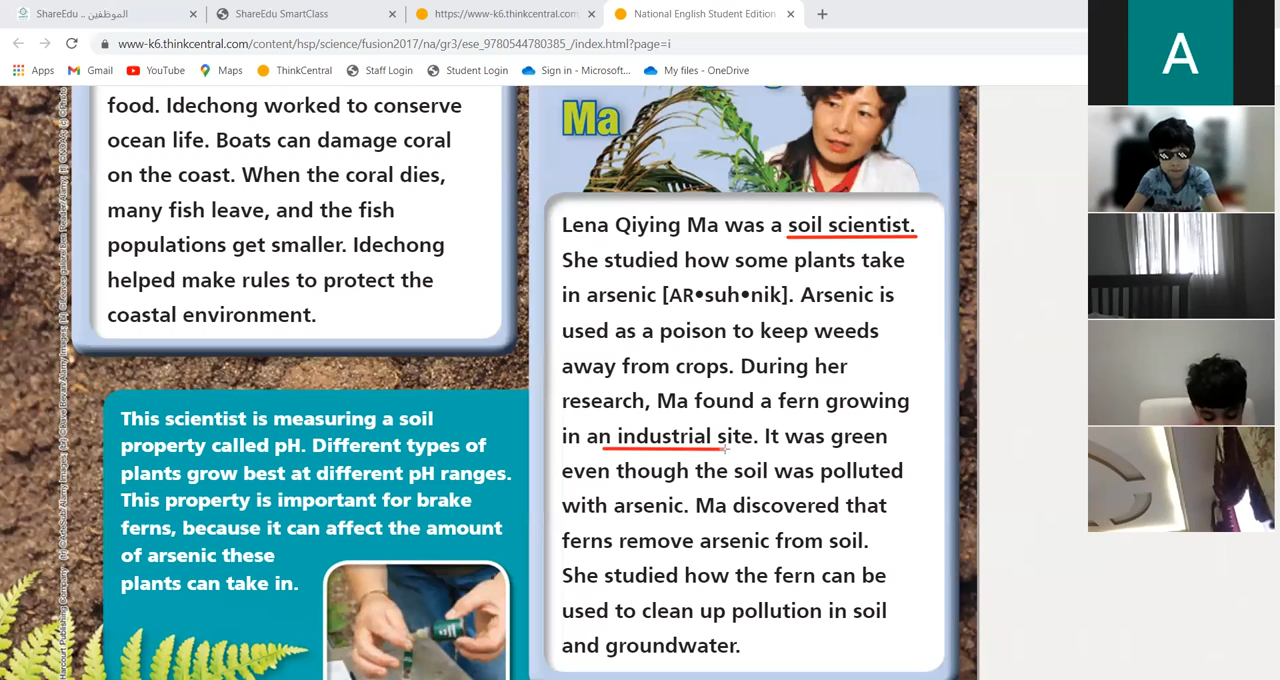 ShareEdu .. الموظفين
ShareEdu SmartClass
https://www-k6.thinkcentral.com
National English Student Edition
www-k6.thinkcentral.com/content/hsp/science/fusion2017/na/gr3/ese_9780544780385_/index.html?page=i
Apps
Gmail
YouTube
Maps
ThinkCentral
Staff Login
Student Login
Sign in - Microsoft...
My files - OneDrive
food. Idechong worked to conserve
ocean life. Boats can damage coral
on the coast. When the coral dies,
many fish leave, and the fish
populations get smaller. Idechong
helped make rules to protect the
coastal environment.
This scientist is measuring a soil
property called pH. Different types of
plants grow best at different pH ranges.
This property is important for brake
ferns, because it can affect the amount
of arsenic these
plants can take in.
Ma
Lena Qiying Ma was a soil scientist.
She studied how some plants take
in arsenic [AR•suh•nik]. Arsenic is
used as a poison to keep weeds
away from crops. During her
research, Ma found a fern growing
in an industrial site. It was green
even though the soil was polluted
with arsenic. Ma discovered that
ferns remove arsenic from soil.
She studied how the fern can be
used to clean up pollution in soil
and groundwater.
Harcourt Publishing Company
A